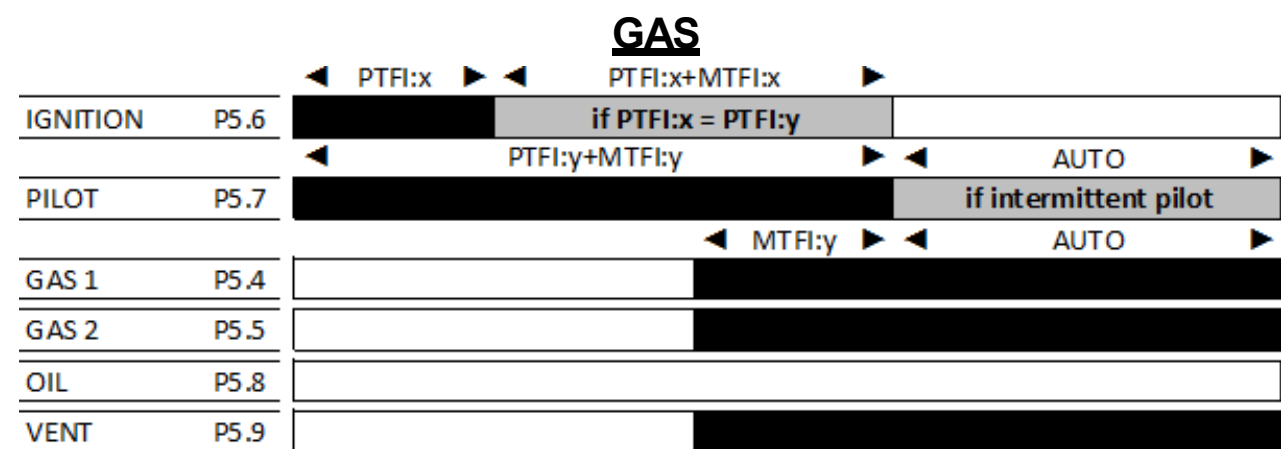 GAS
PTFI:x PTFI:x+MTFI:x
IGNITION P5.6 if PTFI:x = PTFI:y
PTFI:y+MTFI:y AUTO
PILOT P5.7 if intermittent pilot
MTFI:y AUTO
GAS 1 P5.4
GAS 2 P5.5
OIL P5.8
VENT P5.9